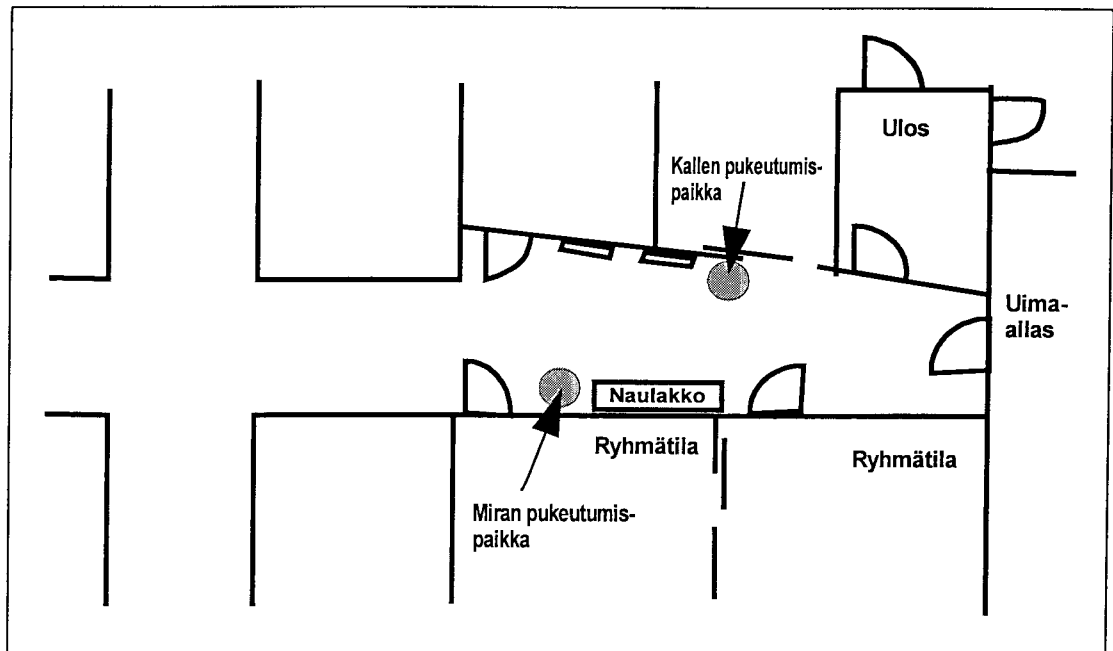 Ulos
Kallen pukeutumis-
paikka
Uima-
allas
Naulakko
Ryhmätila
Ryhmätila
Miran pukeutumis-
paikka